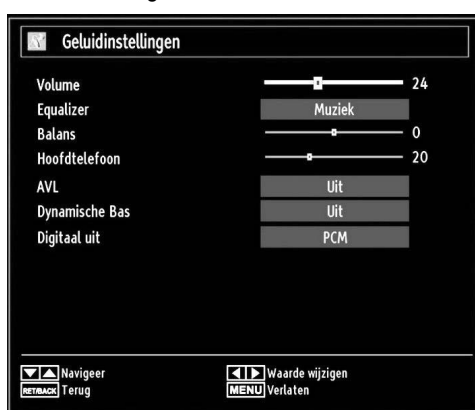 Geluidinstellingen
Volume 24
Equalizer Muziek
Balans 0
Hoofdtelefoon 20
AVL Uit
Dynamische Bas Uit
Digitaal uit PCM
Navigeer Waarde wijzigen
RET/BACK Terug MENU Verlaten